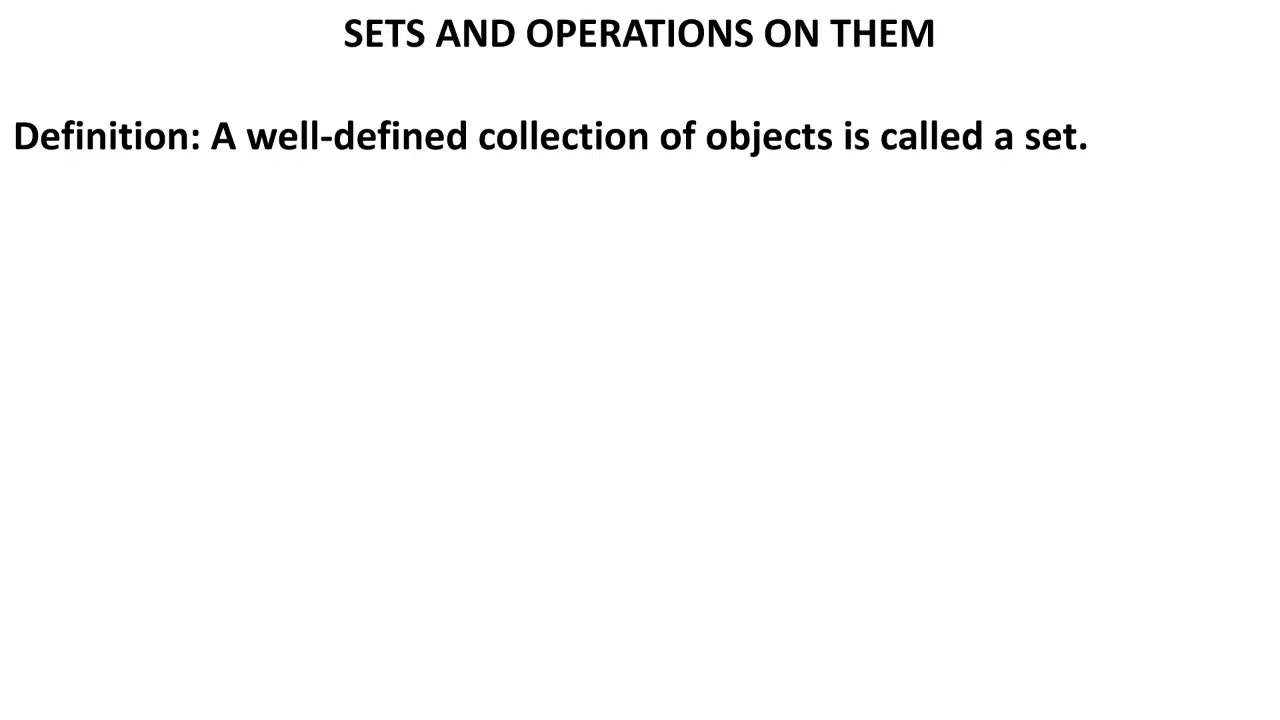 SETS AND OPERATIONS ON THEM
Definition: A well-defined collection of objects is called a set.